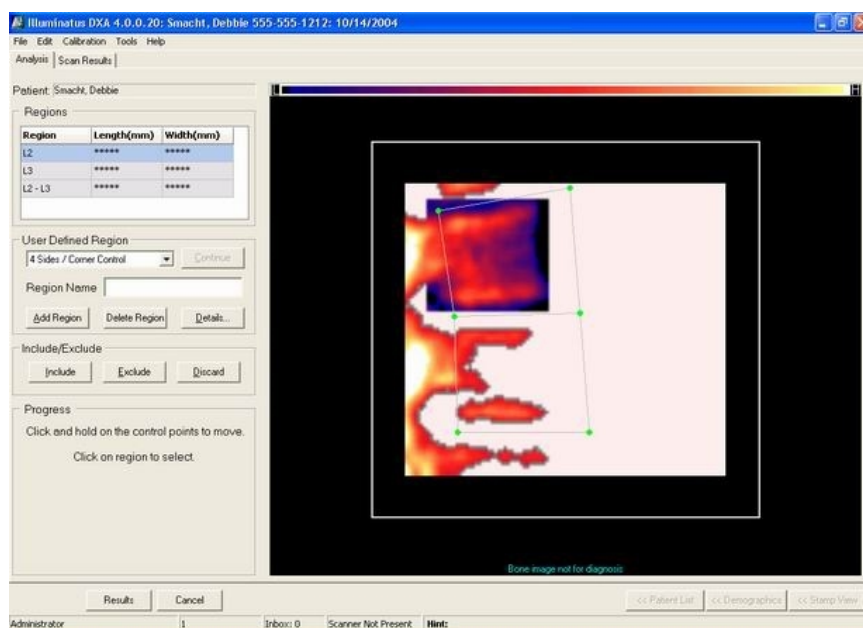 Illuminatus DXA 4.0.0.20: Smacht, Debbie 555-555-1212: 10/14/2004
File Edit Calibration Tools Help
Analysis Scan Results
Patient: Smacht, Debbie
L H
Regions
Region Length(mm) Width(mm)
L2 ***** *****
L3 ***** *****
L2 - L3 ***** *****
User Defined Region
4 Sides / Corner Control Continue
Region Name
Add Region Delete Region Details...
Include/Exclude
Include Exclude Discard
Progress
Click and hold on the control points to move.
Click on region to select.
Bone image not for diagnosis
Results Cancel << Patient List << Demographics << Stamp View
Administrator 1 Inbox: 0 Scanner Not Present Hint: